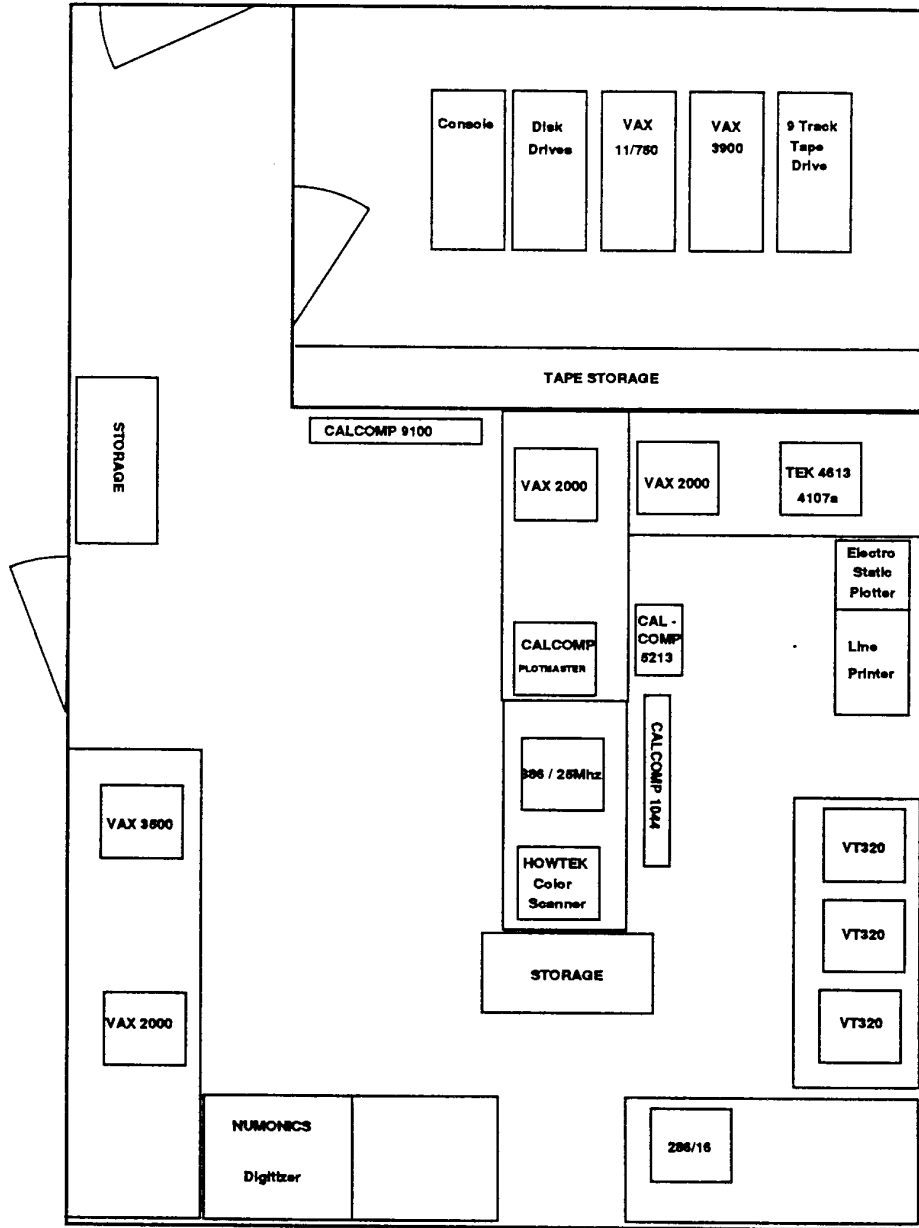 Console
Disk
Drives
VAX
11/750
VAX
3900
9 Track
Tape
Drive
TAPE STORAGE
STORAGE
CALCOMP 9100
VAX 2000
VAX 2000
TEK 4613
4107a
Electro
Static
Plotter
Line
Printer
CALCOMP
PLOTMASTER
CAL -
COMP
5213
CALCOMP 1044
386 / 25Mhz
HOWTEK
Color
Scanner
STORAGE
VAX 3500
VAX 2000
VT320
VT320
VT320
NUMONICS
Digitizer
286/16